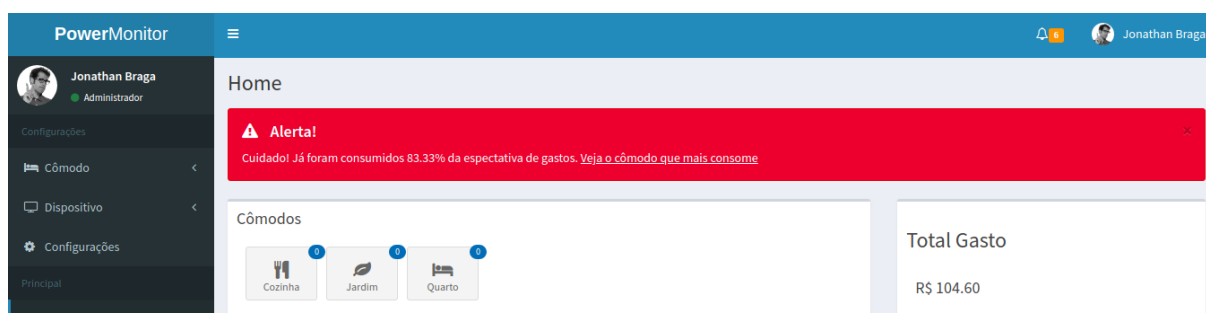 PowerMonitor
6
Jonathan Braga
Jonathan Braga
Administrador
Configurações
Cômodo
Dispositivo
Configurações
Principal
Home
Alerta!
×
Cuidado! Já foram consumidos 83.33% da espectativa de gastos. Veja o cômodo que mais consome
Cômodos
0
Cozinha
0
Jardim
0
Quarto
Total Gasto
R$ 104.60